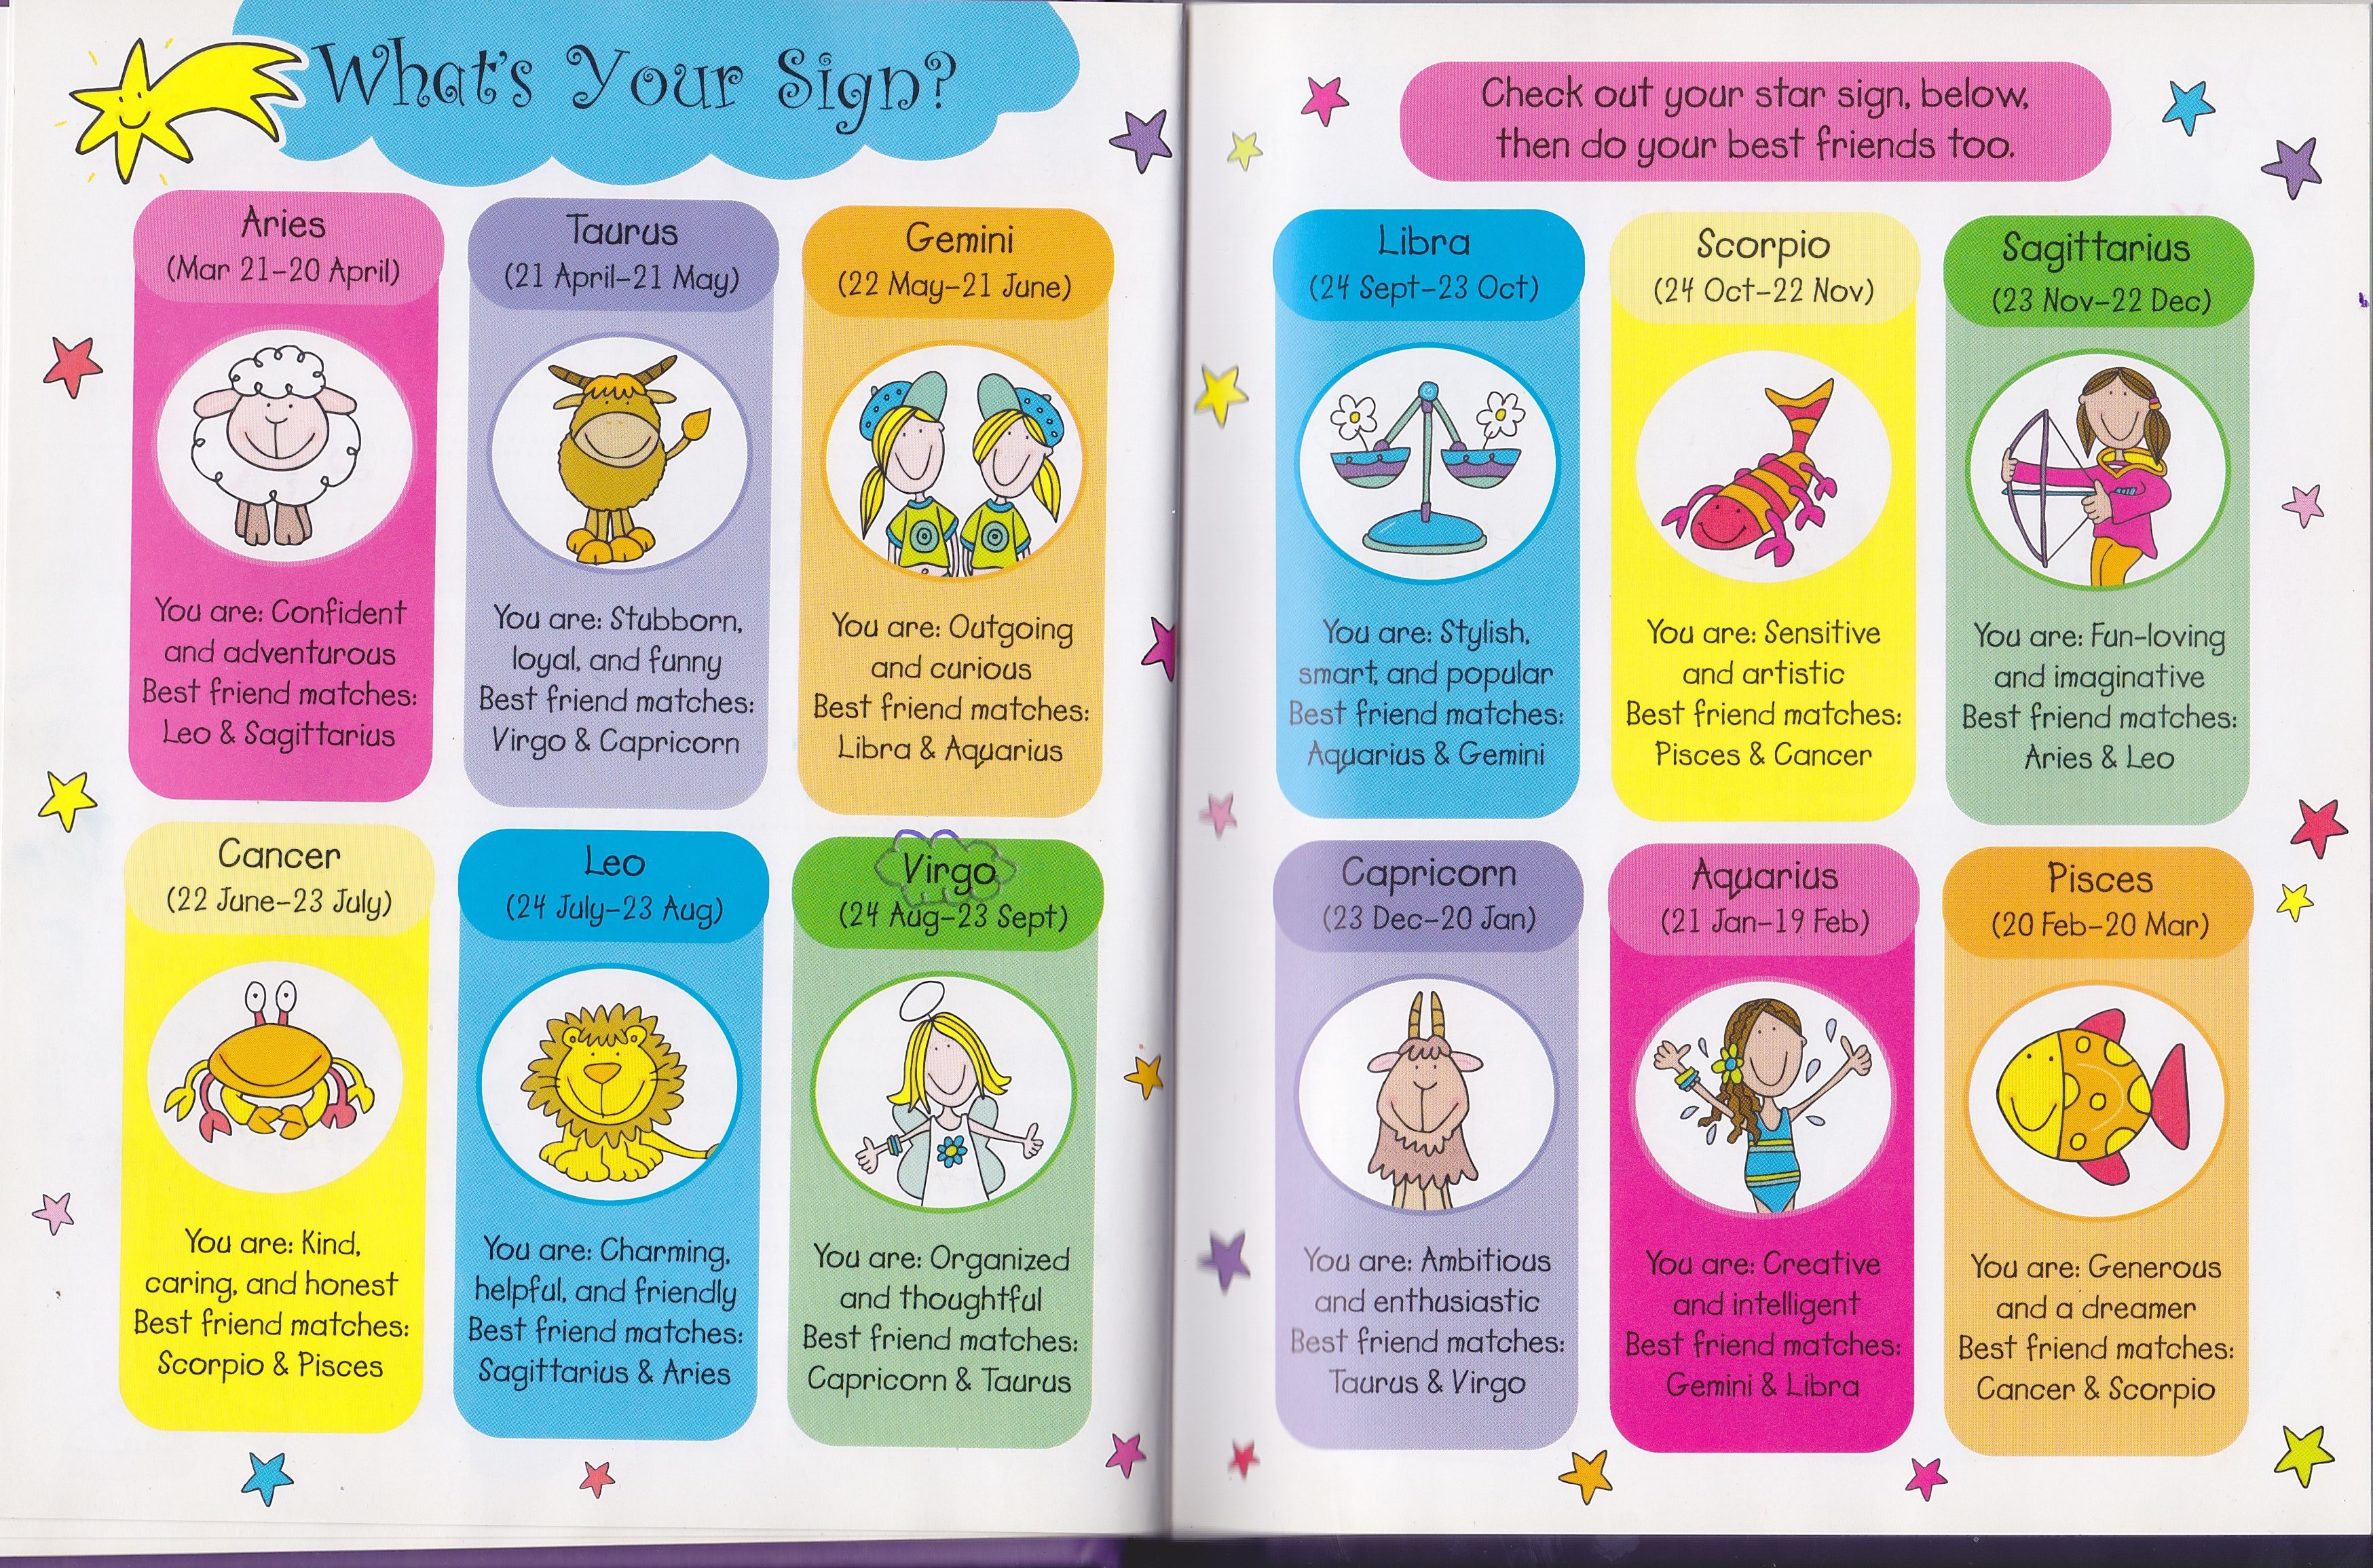 What's Your Sign?
Aries
(Mar 21–20 April)
You are: Confident
and adventurous
Best friend matches:
Leo & Sagittarius
Taurus
(21 April–21 May)
You are: Stubborn,
loyal, and funny
Best friend matches:
Virgo & Capricorn
Gemini
(22 May–21 June)
You are: Outgoing
and curious
Best friend matches:
Libra & Aquarius
Cancer
(22 June–23 July)
You are: Kind,
caring, and honest
Best friend matches:
Scorpio & Pisces
Leo
(24 July–23 Aug)
You are: Charming,
helpful, and friendly
Best friend matches:
Sagittarius & Aries
Virgo
(24 Aug–23 Sept)
You are: Organized
and thoughtful
Best friend matches:
Capricorn & Taurus
Check out your star sign, below,
then do your best friends too.
Libra
(24 Sept–23 Oct)
You are: Stylish,
smart, and popular
Best friend matches:
Aquarius & Gemini
Scorpio
(24 Oct–22 Nov)
You are: Sensitive
and artistic
Best friend matches:
Pisces & Cancer
Sagittarius
(23 Nov–22 Dec)
You are: Fun-loving
and imaginative
Best friend matches:
Aries & Leo
Capricorn
(23 Dec–20 Jan)
You are: Ambitious
and enthusiastic
Best friend matches:
Taurus & Virgo
Aquarius
(21 Jan–19 Feb)
You are: Creative
and intelligent
Best friend matches:
Gemini & Libra
Pisces
(20 Feb–20 Mar)
You are: Generous
and a dreamer
Best friend matches:
Cancer & Scorpio